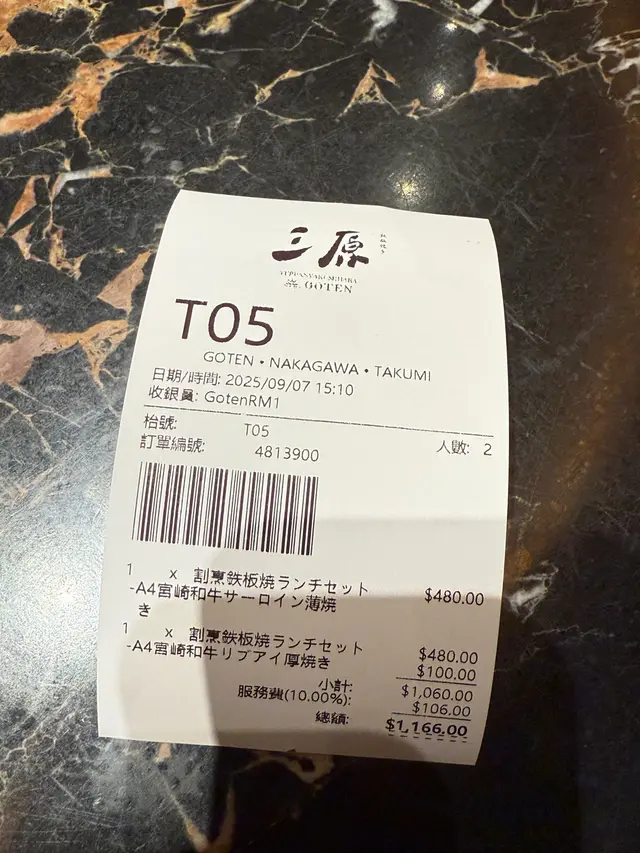 三原
鉄板焼き
TEPPANYAKI MIHARA
GOTEN
T05
GOTEN • NAKAGAWA • TAKUMI
日期/時間: 2025/09/07 15:10
收銀員: GotenRM1
枱號: T05 人數: 2
訂單編號: 4813900
1 x 割烹鉄板焼ランチセット $480.00
-A4宮崎和牛サーロイン薄焼
き
1 x 割烹鉄板焼ランチセット $480.00
-A4宮崎和牛リブアイ厚焼き $100.00
小計: $1,060.00
服務費(10.00%): $106.00
總額: $1,166.00